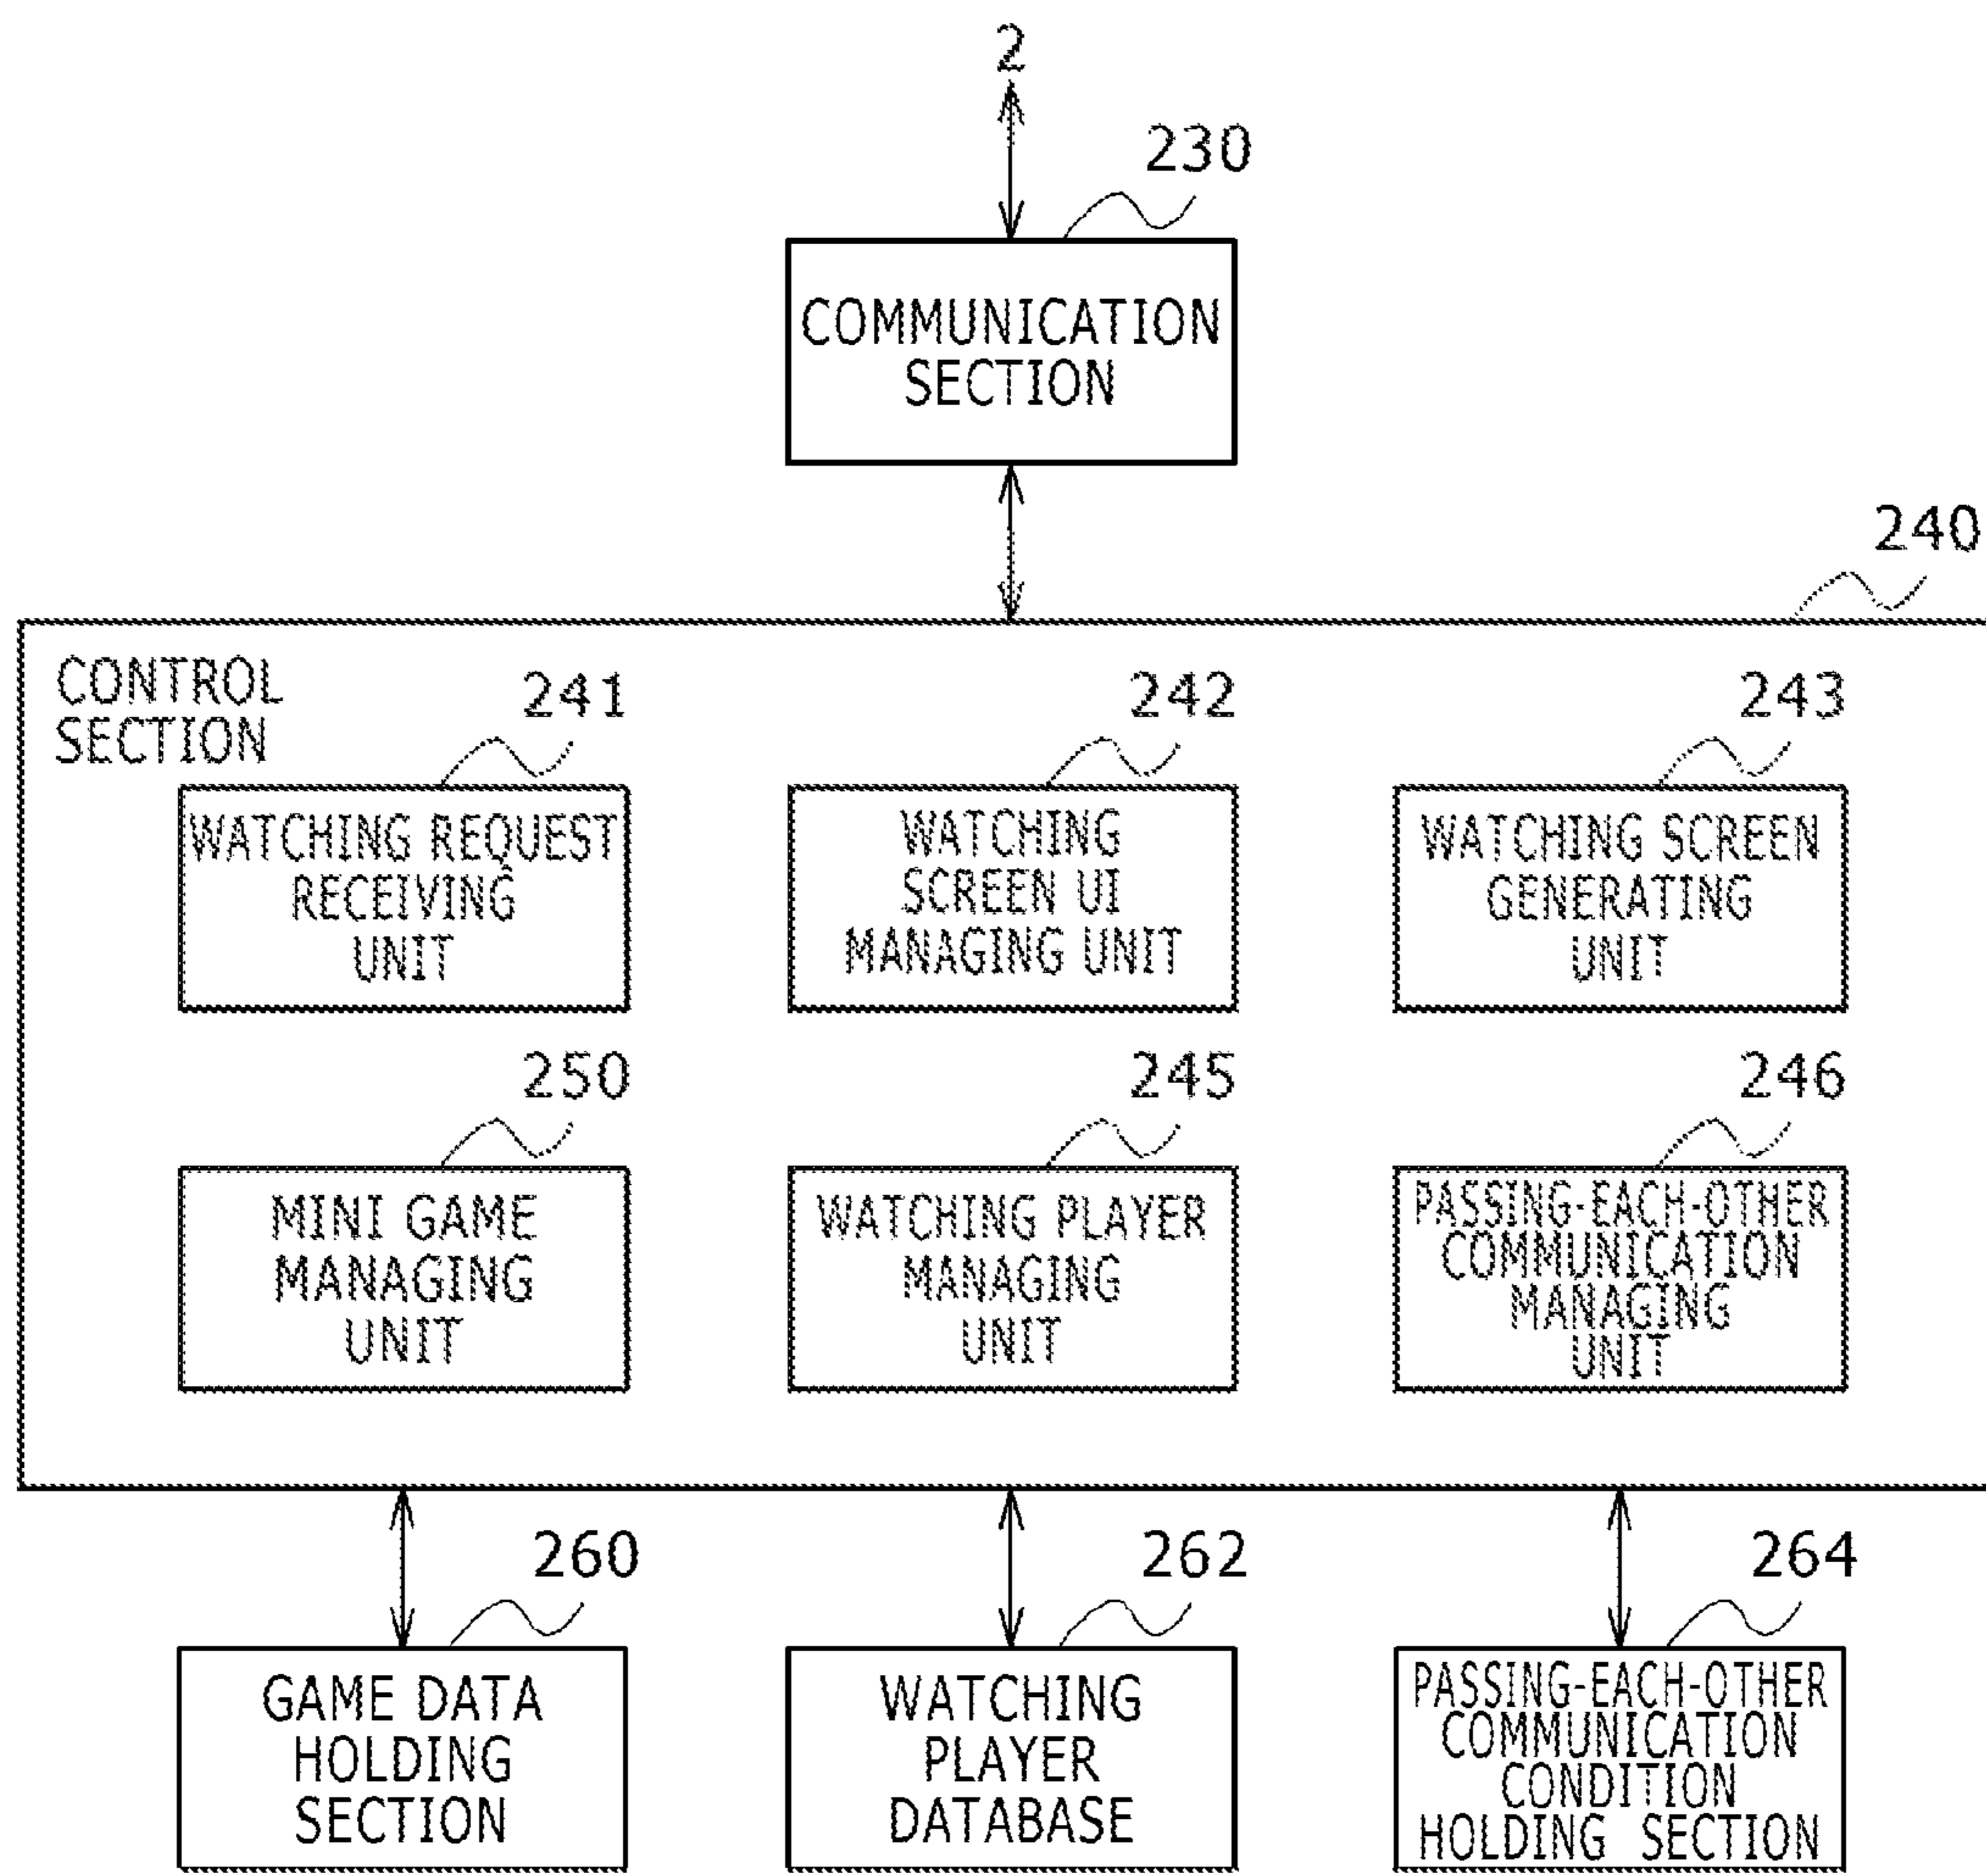 2
230
COMMUNICATION
SECTION
240
CONTROL
SECTION
241
242
243
WATCHING REQUEST
RECEIVING
UNIT
WATCHING
SCREEN UI
MANAGING UNIT
WATCHING SCREEN
GENERATING
UNIT
250
245
246
MINI GAME
MANAGING
UNIT
WATCHING PLAYER
MANAGING
UNIT
PASSING-EACH-OTHER
COMMUNICATION
MANAGING
UNIT
260
262
264
GAME DATA
HOLDING
SECTION
WATCHING
PLAYER
DATABASE
PASSING-EACH-OTHER
COMMUNICATION
CONDITION
HOLDING SECTION